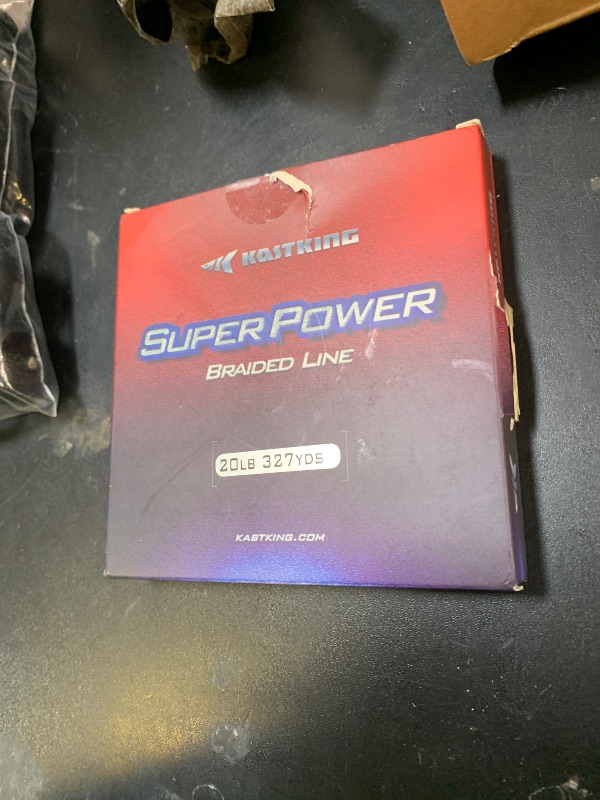 KASTKING
SUPER POWER
BRAIDED LINE
20LB 327YDS
KASTKING.COM